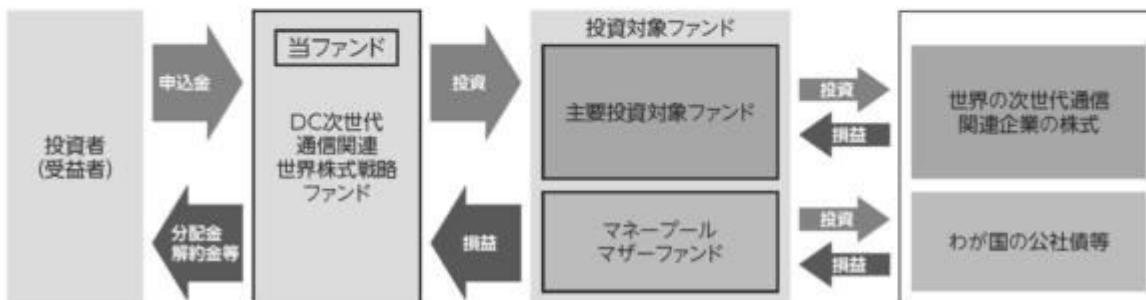 投資者
(受益者)
申込金
分配金
解約金等
当ファンド
DC次世代
通信関連
世界株式戦略
ファンド
投資
損益
投資対象ファンド
主要投資対象ファンド
マネープール
マザーファンド
投資
損益
投資
損益
世界の次世代通信
関連企業の株式
わが国の公社債等